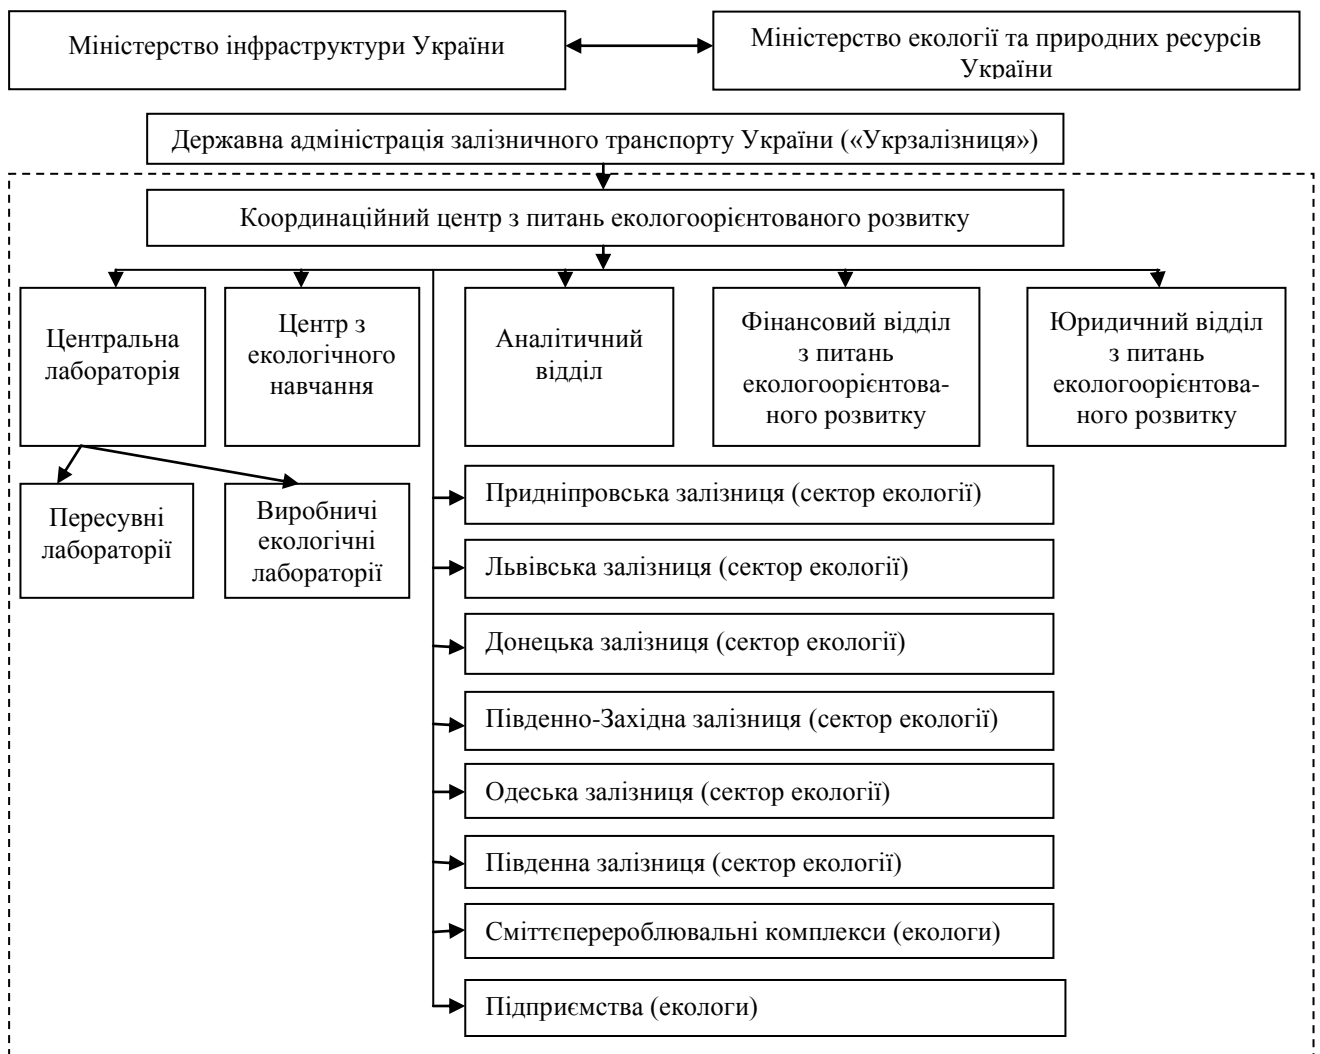 Міністерство інфраструктури України
Міністерство екології та природних ресурсів
України
Державна адміністрація залізничного транспорту України («Укрзалізниця»)
Координаційний центр з питань екологоорієнтованого розвитку
Центральна
лабораторія
Центр з
екологічного
навчання
Аналітичний
відділ
Фінансовий відділ
з питань
екологоорієнтова-
ного розвитку
Юридичний відділ
з питань
екологоорієнтова-
ного розвитку
Пересувні
лабораторії
Виробничі
екологічні
лабораторії
Придніпровська залізниця (сектор екології)
Львівська залізниця (сектор екології)
Донецька залізниця (сектор екології)
Південно-Західна залізниця (сектор екології)
Одеська залізниця (сектор екології)
Південна залізниця (сектор екології)
Сміттєперероблювальні комплекси (екологи)
Підприємства (екологи)